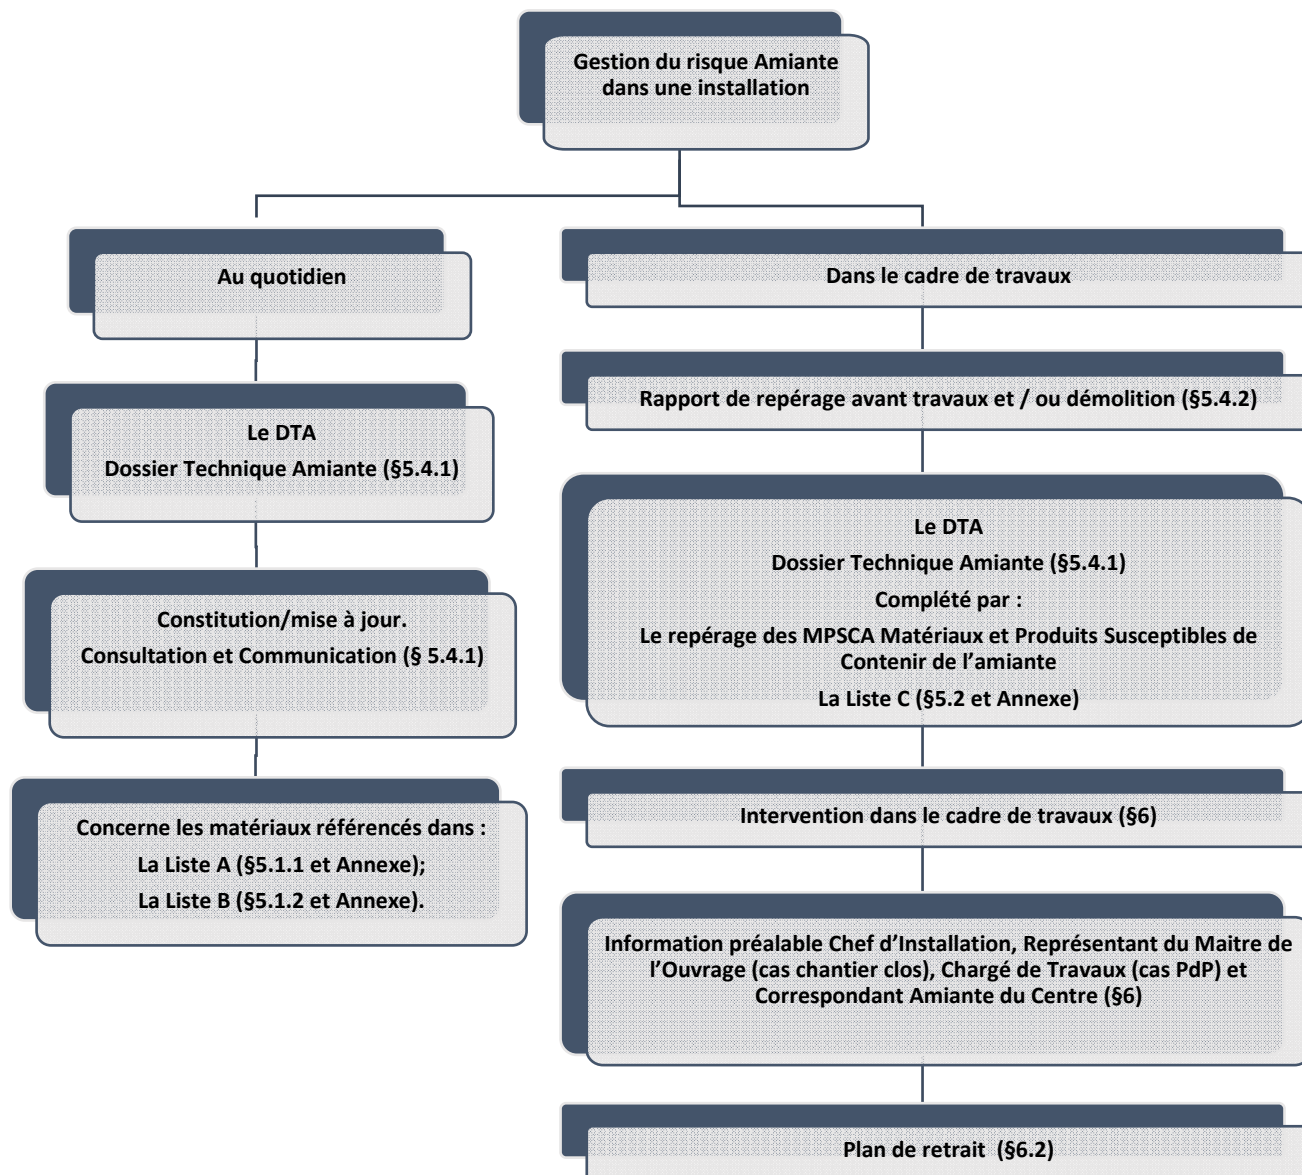 Gestion du risque Amiante
dans une installation
Au quotidien
Le DTA
Dossier Technique Amiante (§5.4.1)
Constitution/mise à jour.
Consultation et Communication (§ 5.4.1)
Concerne les matériaux référencés dans :
La Liste A (§5.1.1 et Annexe);
La Liste B (§5.1.2 et Annexe).
Dans le cadre de travaux
Rapport de repérage avant travaux et / ou démolition (§5.4.2)
Le DTA
Dossier Technique Amiante (§5.4.1)
Complété par :
Le repérage des MPSCA Matériaux et Produits Susceptibles de
Contenir de l’amiante
La Liste C (§5.2 et Annexe)
Intervention dans le cadre de travaux (§6)
Information préalable Chef d’Installation, Représentant du Maitre de
l’Ouvrage (cas chantier clos), Chargé de Travaux (cas PdP) et
Correspondant Amiante du Centre (§6)
Plan de retrait  (§6.2)